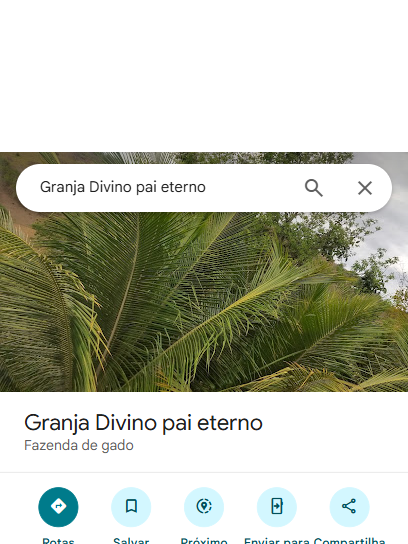 Granja Divino pai eterno
Granja Divino pai eterno
Fazenda de gado
Rotas Salvar Próximo Enviar para Compartilha